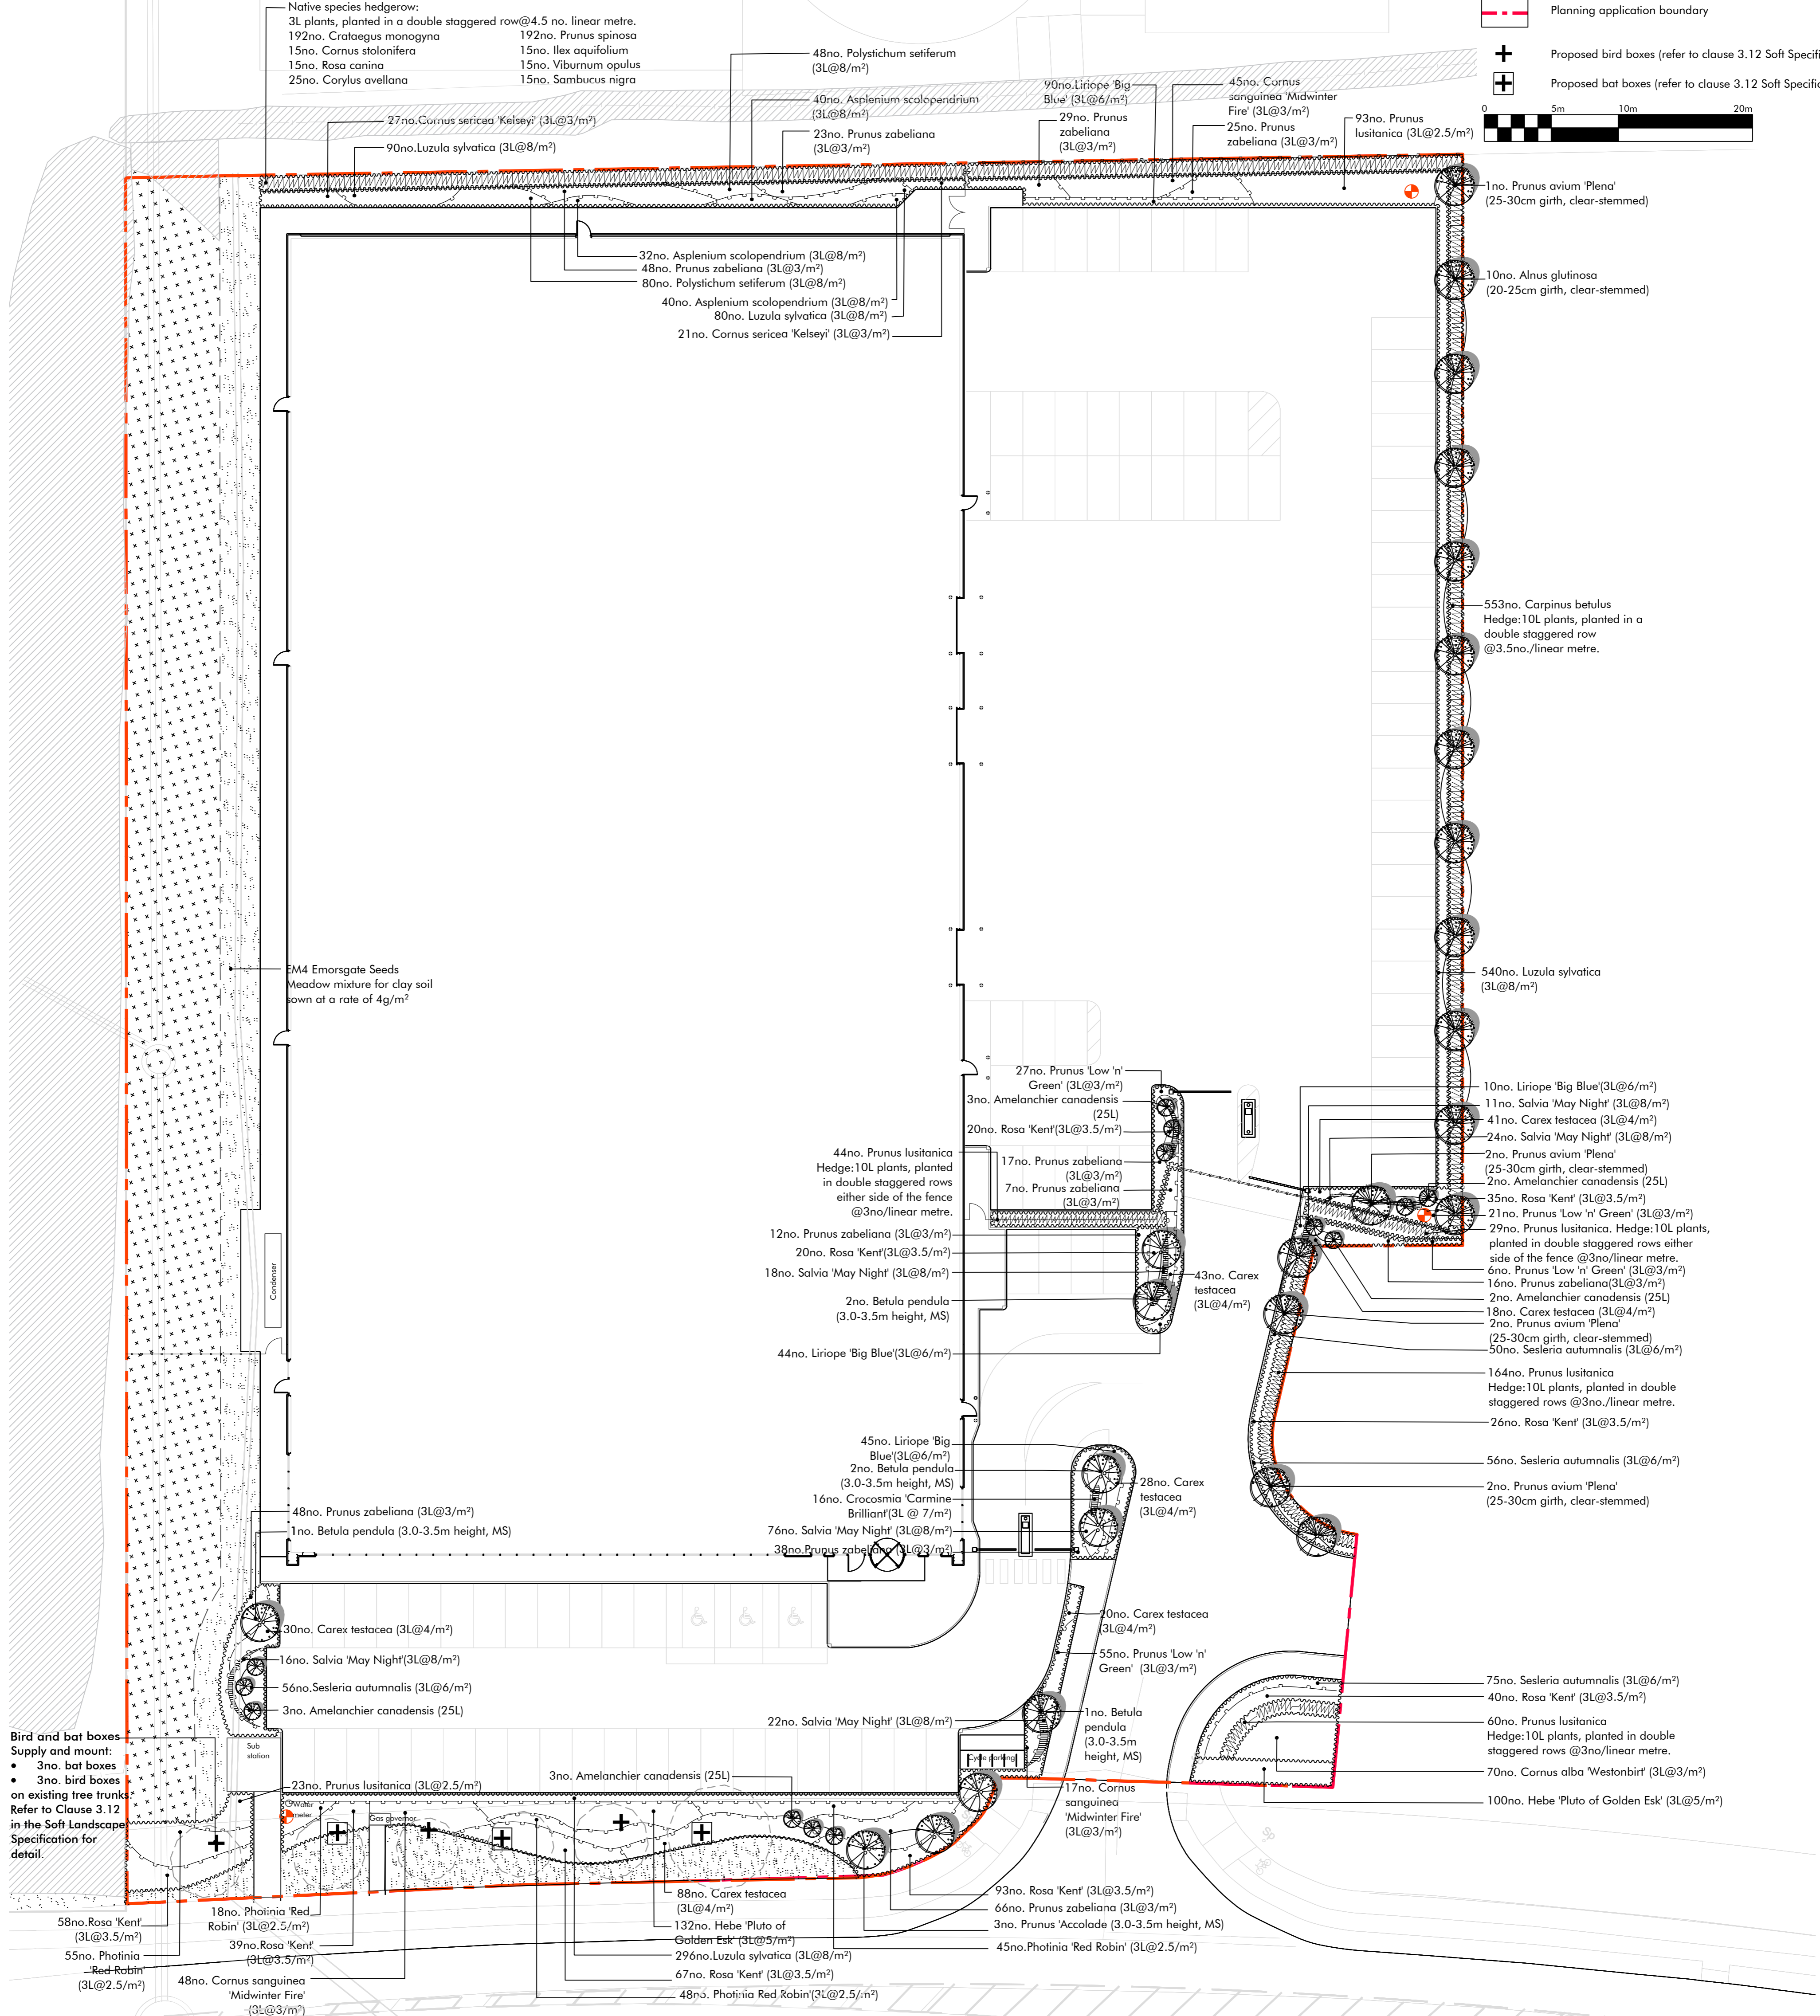 Native species hedgerow:
3L plants, planted in a double staggered row@4.5 no. linear metre.
192no. Crataegus monogyna
192no. Prunus spinosa
15no. Cornus stolonifera
15no. Ilex aquifolium
15no. Rosa canina
15no. Viburnum opulus
25no. Corylus avellana
15no. Sambucus nigra
Planning application boundary
Proposed bird boxes (refer to clause 3.12 Soft Specifi
Proposed bat boxes (refer to clause 3.12 Soft Specific
0 5m 10m 20m
48no. Polystichum setiferum
(3L@8/m²)
27no.Cornus sericea 'Kelseyi' (3L@3/m²)
90no.Luzula sylvatica (3L@8/m²)
40no. Asplenium scolopendrium
(3L@8/m²)
23no. Prunus zabeliana
(3L@3/m²)
90no.Liriope 'Big
Blue' (3L@6/m²)
29no. Prunus
zabeliana
(3L@3/m²)
45no. Cornus
sanguinea 'Midwinter
Fire' (3L@3/m²)
25no. Prunus
zabeliana (3L@3/m²)
93no. Prunus
lusitanica (3L@2.5/m²)
1no. Prunus avium 'Plena'
(25-30cm girth, clear-stemmed)
32no. Asplenium scolopendrium (3L@8/m²)
48no. Prunus zabeliana (3L@3/m²)
80no. Polystichum setiferum (3L@8/m²)
40no. Asplenium scolopendrium (3L@8/m²)
80no. Luzula sylvatica (3L@8/m²)
21no. Cornus sericea 'Kelseyi' (3L@3/m²)
10no. Alnus glutinosa
(20-25cm girth, clear-stemmed)
553no. Carpinus betulus
Hedge:10L plants, planted in a
double staggered row
@3.5no./linear metre.
EM4 Emorsgate Seeds
Meadow mixture for clay soil
sown at a rate of 4g/m²
540no. Luzula sylvatica
(3L@8/m²)
27no. Prunus 'Low 'n'
Green' (3L@3/m²)
3no. Amelanchier canadensis
(25L)
20no. Rosa 'Kent'(3L@3.5/m²)
17no. Prunus zabeliana
(3L@3/m²)
7no. Prunus zabeliana
(3L@3/m²)
44no. Prunus lusitanica
Hedge:10L plants, planted
in double staggered rows
either side of the fence
@3no/linear metre.
12no. Prunus zabeliana (3L@3/m²)
20no. Rosa 'Kent'(3L@3.5/m²)
18no. Salvia 'May Night' (3L@8/m²)
2no. Betula pendula
(3.0-3.5m height, MS)
43no. Carex
testacea
(3L@4/m²)
44no. Liriope 'Big Blue'(3L@6/m²)
10no. Liriope 'Big Blue'(3L@6/m²)
11no. Salvia 'May Night' (3L@8/m²)
41no. Carex testacea (3L@4/m²)
24no. Salvia 'May Night' (3L@8/m²)
2no. Prunus avium 'Plena'
(25-30cm girth, clear-stemmed)
2no. Amelanchier canadensis (25L)
35no. Rosa 'Kent' (3L@3.5/m²)
21no. Prunus 'Low 'n' Green' (3L@3/m²)
29no. Prunus lusitanica. Hedge:10L plants,
planted in double staggered rows either
side of the fence @3no/linear metre.
6no. Prunus 'Low 'n' Green' (3L@3/m²)
16no. Prunus zabeliana(3L@3/m²)
2no. Amelanchier canadensis (25L)
18no. Carex testacea (3L@4/m²)
2no. Prunus avium 'Plena'
(25-30cm girth, clear-stemmed)
50no. Sesleria autumnalis (3L@6/m²)
164no. Prunus lusitanica
Hedge:10L plants, planted in double
staggered rows @3no./linear metre.
26no. Rosa 'Kent' (3L@3.5/m²)
56no. Sesleria autumnalis (3L@6/m²)
2no. Prunus avium 'Plena'
(25-30cm girth, clear-stemmed)
Condenser
45no. Liriope 'Big
Blue'(3L@6/m²)
2no. Betula pendula
(3.0-3.5m height, MS)
16no. Crocosmia 'Carmine
Brilliant'(3L @ 7/m²)
76no. Salvia 'May Night' (3L@8/m²)
38no.Prunus zabeliana (3L@3/m²)
28no. Carex
testacea
(3L@4/m²)
48no. Prunus zabeliana (3L@3/m²)
1no. Betula pendula (3.0-3.5m height, MS)
30no. Carex testacea (3L@4/m²)
16no. Salvia 'May Night'(3L@8/m²)
56no.Sesleria autumnalis (3L@6/m²)
3no. Amelanchier canadensis (25L)
20no. Carex testacea
(3L@4/m²)
55no. Prunus 'Low 'n'
Green' (3L@3/m²)
22no. Salvia 'May Night' (3L@8/m²)
1no. Betula
pendula
(3.0-3.5m
height, MS)
Cycle parking
17no. Cornus
sanguinea
'Midwinter Fire'
(3L@3/m²)
75no. Sesleria autumnalis (3L@6/m²)
40no. Rosa 'Kent' (3L@3.5/m²)
60no. Prunus lusitanica
Hedge:10L plants, planted in double
staggered rows @3no/linear metre.
70no. Cornus alba 'Westonbirt' (3L@3/m²)
100no. Hebe 'Pluto of Golden Esk' (3L@5/m²)
Bird and bat boxes
Supply and mount:
• 3no. bat boxes
• 3no. bird boxes
on existing tree trunks.
Refer to Clause 3.12
in the Soft Landscape
Specification for
detail.
Sub
station
23no. Prunus lusitanica (3L@2.5/m²)
Water
meter
Gas governor
3no. Amelanchier canadensis (25L)
58no.Rosa 'Kent'
(3L@3.5/m²)
55no. Photinia
'Red Robin'
(3L@2.5/m²)
18no. Photinia 'Red
Robin' (3L@2.5/m²)
39no.Rosa 'Kent'
(3L@3.5/m²)
48no. Cornus sanguinea
'Midwinter Fire'
(3L@3/m²)
88no. Carex testacea
(3L@4/m²)
132no. Hebe 'Pluto of
Golden Esk' (3L@5/m²)
296no.Luzula sylvatica (3L@8/m²)
67no. Rosa 'Kent' (3L@3.5/m²)
48no. Photinia Red Robin'(3L@2.5/m²)
93no. Rosa 'Kent' (3L@3.5/m²)
66no. Prunus zabeliana (3L@3/m²)
3no. Prunus 'Accolade (3.0-3.5m height, MS)
45no.Photinia 'Red Robin' (3L@2.5/m²)